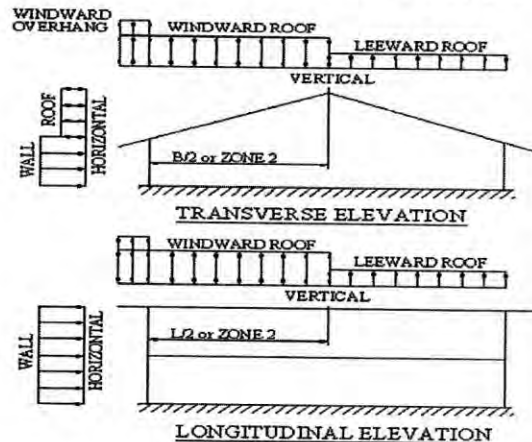 WINDWARD
OVERHANG
WINDWARD ROOF
LEEWARD ROOF
VERTICAL
ROOF
HORIZONTAL
WALL
B/2 or ZONE 2
TRANSVERSE ELEVATION
WINDWARD ROOF
LEEWARD ROOF
VERTICAL
WALL
HORIZONTAL
L/2 or ZONE 2
LONGITUDINAL ELEVATION